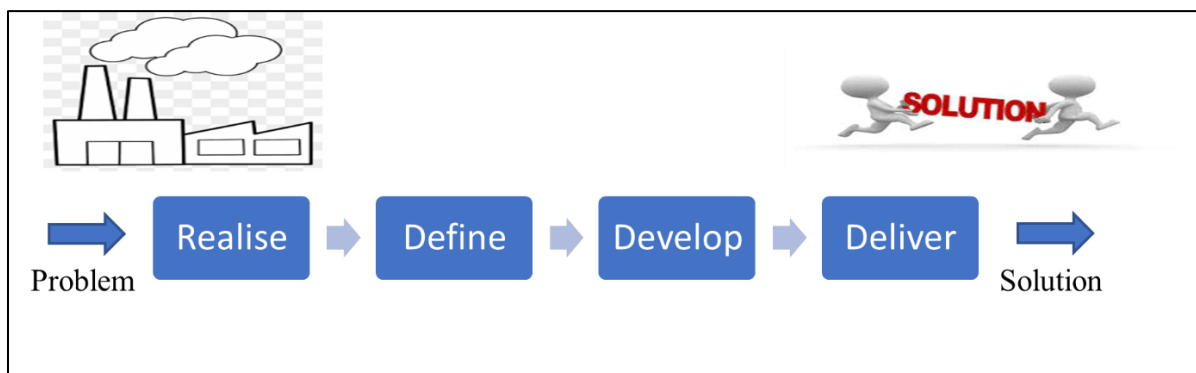 SOLUTION
Realise
Define
Develop
Deliver
Problem
Solution